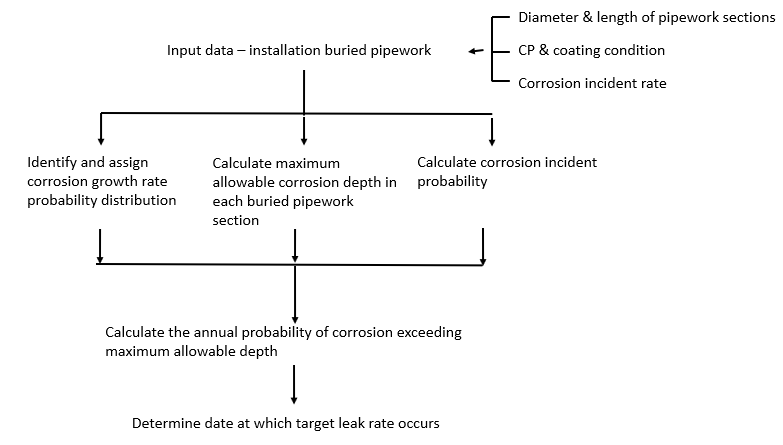 Diameter & length of pipework sections
Input data – installation buried pipework
CP & coating condition
Corrosion incident rate
Identify and assign
corrosion growth rate
probability distribution
Calculate maximum
allowable corrosion depth in
each buried pipework
section
Calculate corrosion incident
probability
Calculate the annual probability of corrosion exceeding
maximum allowable depth
Determine date at which target leak rate occurs